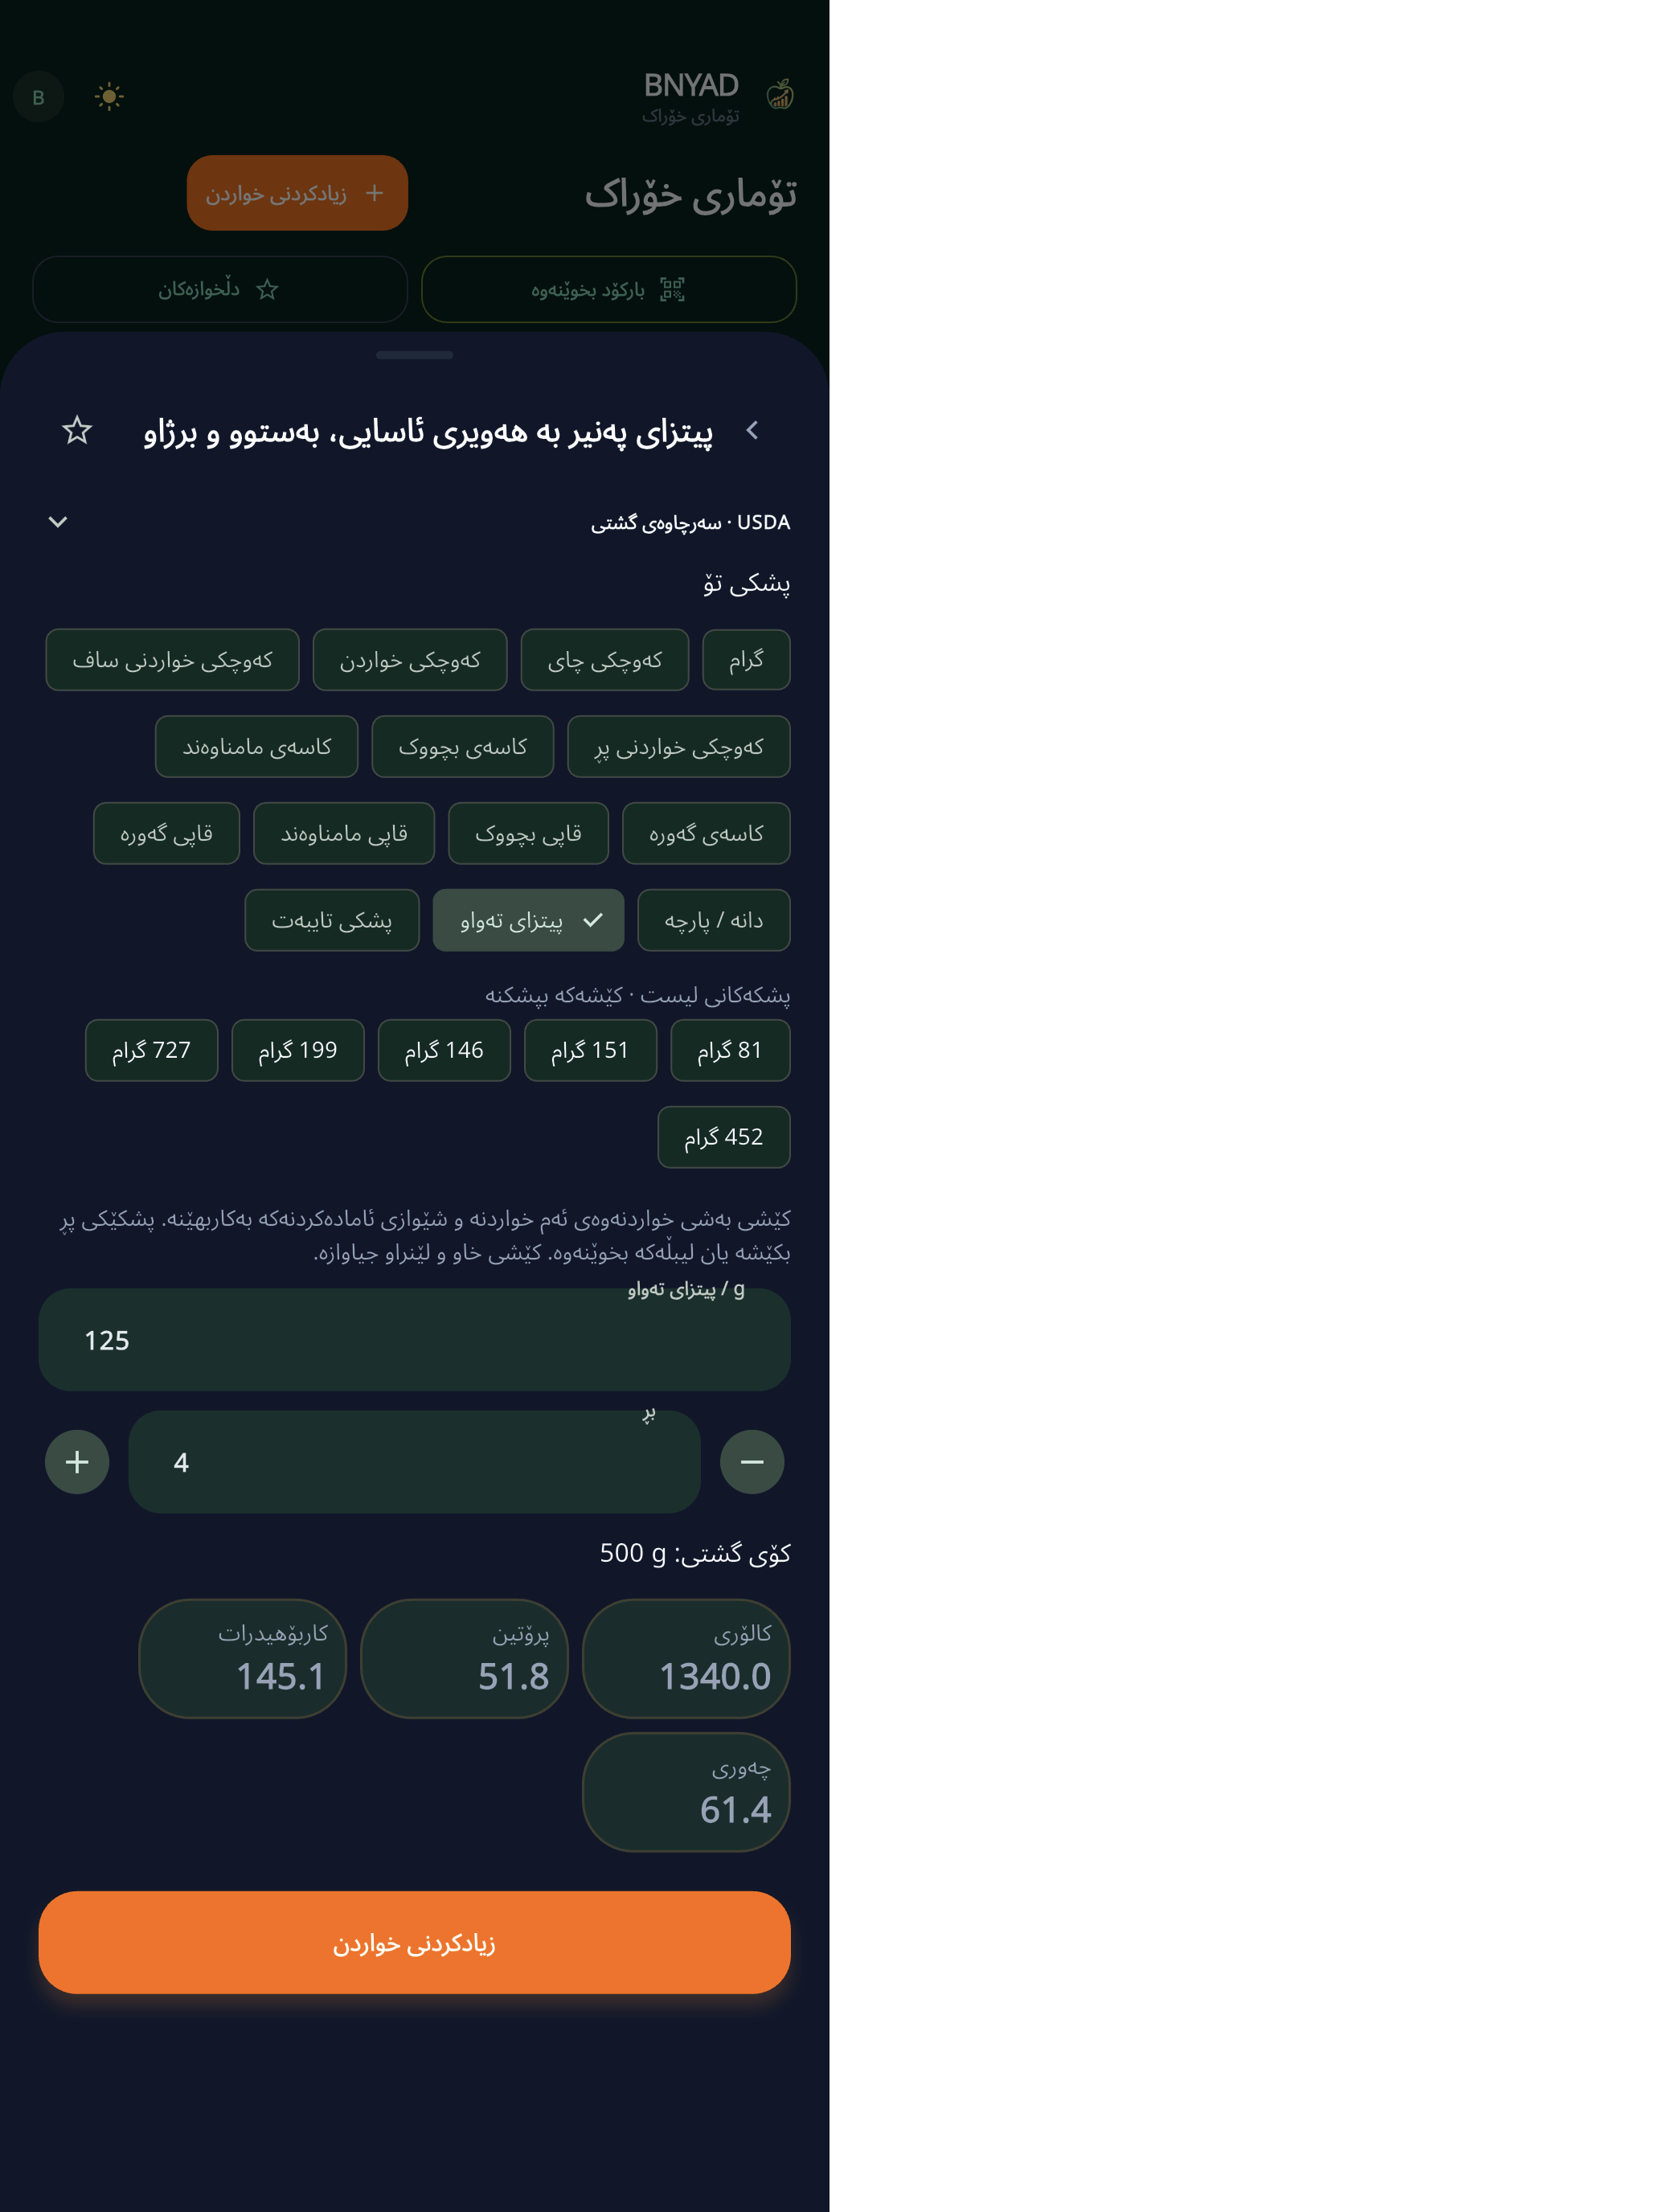 BNYAD
تۆماری خۆراک
B
تۆماری خۆراک
زیادکردنی خواردن
بارکۆد بخوێنەوە
دڵخوازەکان
پیتزای پەنیر بە هەویری ئاسایی، بەستوو و برژاو
USDA · سەرچاوەی گشتی
پشکی تۆ
گرام
کەوچکی چای
کەوچکی خواردن
کەوچکی خواردنی ساف
کەوچکی خواردنی پڕ
کاسەی بچووک
کاسەی مامناوەند
کاسەی گەورە
قاپی بچووک
قاپی مامناوەند
قاپی گەورە
دانە / پارچە
پیتزای تەواو
پشکی تایبەت
پشکەکانی لیست · کێشەکە بپشکنە
81 گرام
151 گرام
146 گرام
199 گرام
727 گرام
452 گرام
کێشی بەشی خواردنەوەی ئەم خواردنە و شێوازی ئامادەکردنەکە بەکاربهێنە. پشکێکی پڕ
بکێشە یان لیبڵەکە بخوێنەوە. کێشی خاو و لێنراو جیاوازە.
g / پیتزای تەواو
125
بڕ
4
کۆی گشتی: 500 g
کالۆری
1340.0
پرۆتین
51.8
کاربۆهیدرات
145.1
چەوری
61.4
زیادکردنی خواردن